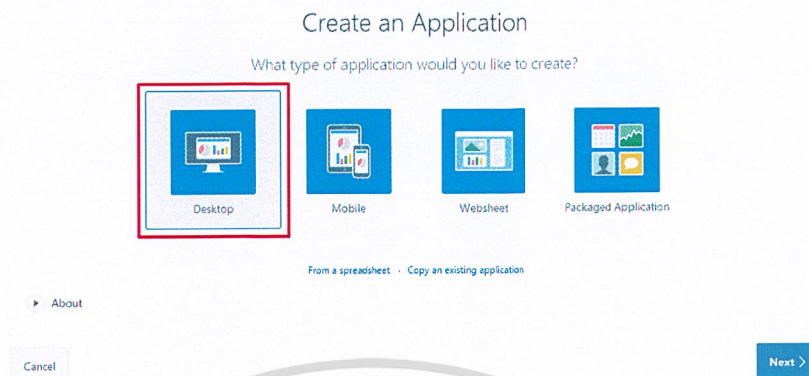 Create an Application
What type of application would you like to create?
Desktop
Mobile
Websheet
Packaged Application
From a spreadsheet › Copy an existing application
About
Cancel
Next >